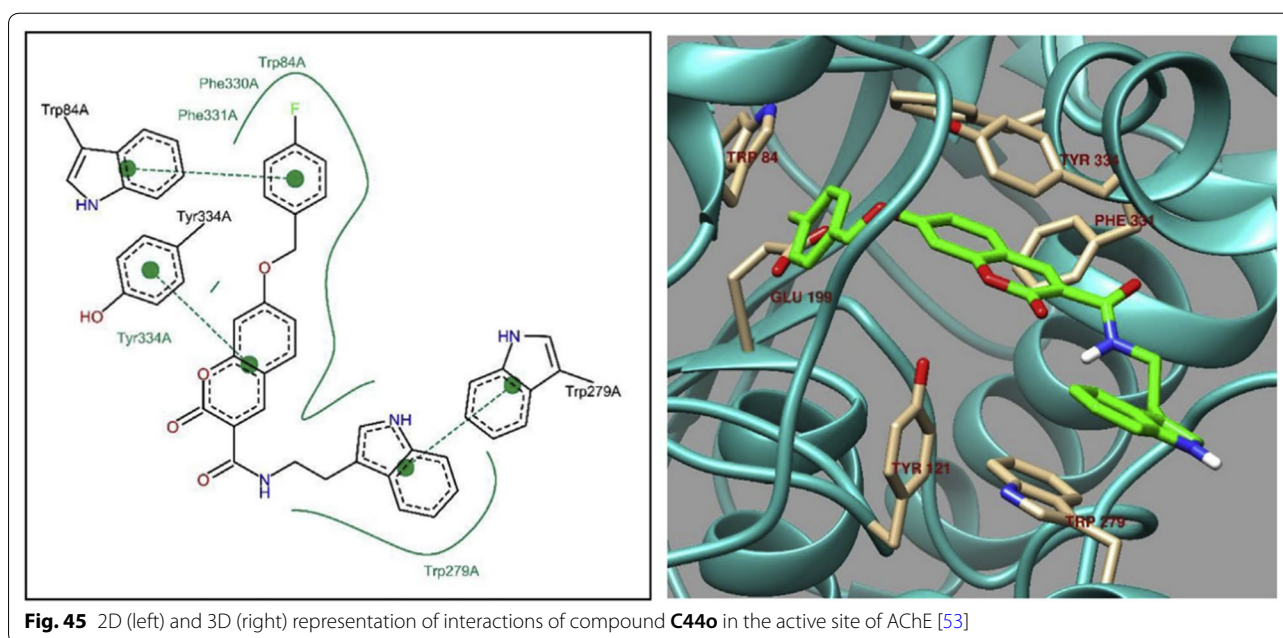 Trp84A
Phe330A
Phe331A
F
Trp84A
HN
Tyr334A
HO
Tyr334A
O
O
O
HN
Trp279A
NH
O
N
H
Trp279A
TRP 84
TYR 334
PHE 331
GLU 199
TYR 121
TRP 279
Fig. 45 2D (left) and 3D (right) representation of interactions of compound C44o in the active site of AChE [53]